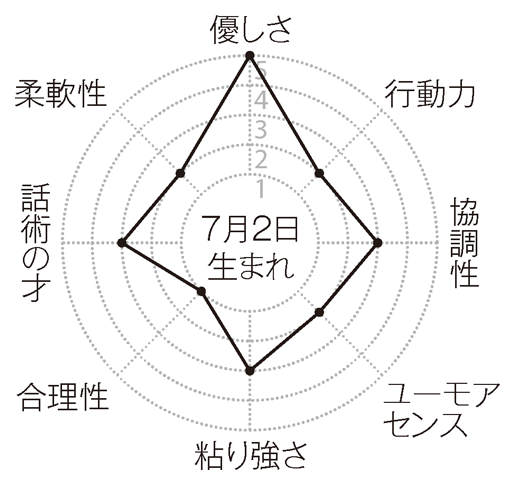 優しさ
柔軟性
行動力
5
4
3
2
1
話術の才
7月2日
生まれ
協調性
合理性
ユーモア
センス
粘り強さ